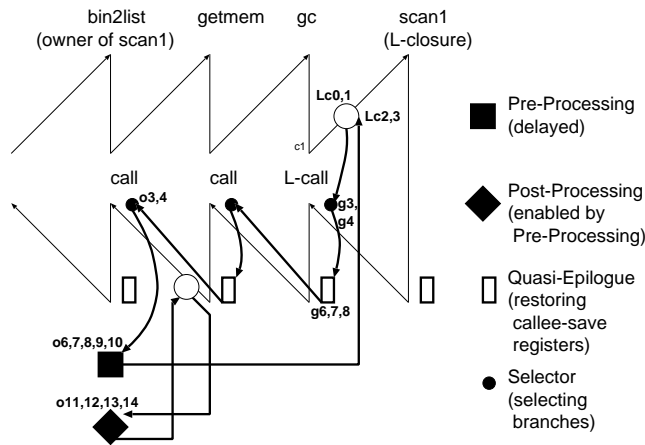 bin2list getmem gc scan1
(owner of scan1) (L-closure)
Lc0,1
Lc2,3
c1
call call L-call
o3,4
g3,
g4
g6,7,8
o6,7,8,9,10
o11,12,13,14
Pre-Processing
(delayed)
Post-Processing
(enabled by
Pre-Processing)
Quasi-Epilogue
(restoring
callee-save
registers)
Selector
(selecting
branches)